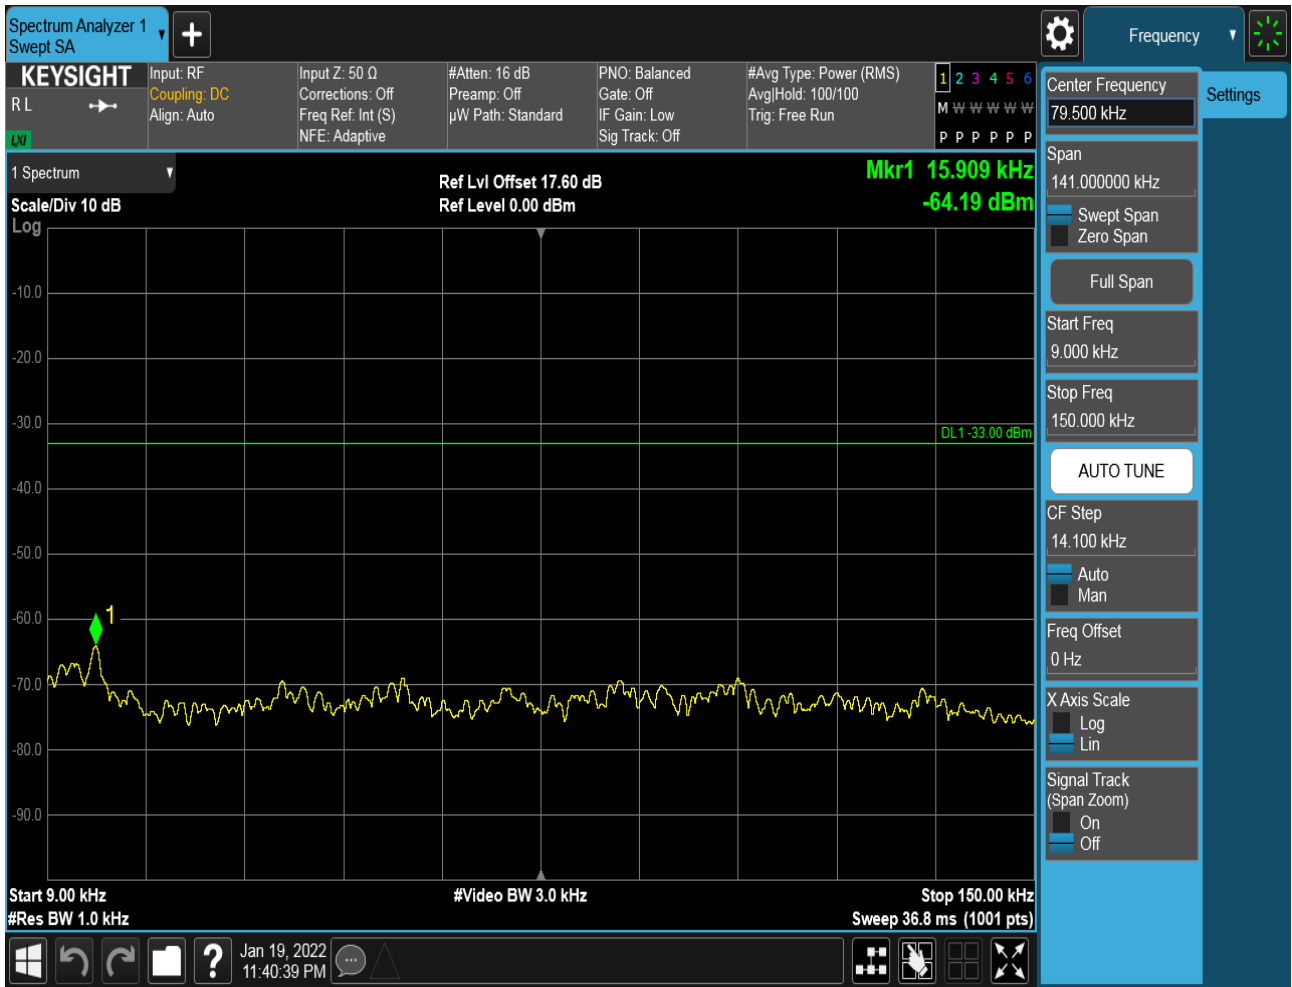 Spectrum Analyzer 1
Swept SA
+
Frequency
KEYSIGHT
R L
LXI
Input: RF
Coupling: DC
Align: Auto
Input Z: 50 Ω
Corrections: Off
Freq Ref: Int (S)
NFE: Adaptive
#Atten: 16 dB
Preamp: Off
µW Path: Standard
PNO: Balanced
Gate: Off
IF Gain: Low
Sig Track: Off
#Avg Type: Power (RMS)
Avg|Hold: 100/100
Trig: Free Run
1 2 3 4 5 6
M W W W W W
P P P P P P
1 Spectrum
Scale/Div 10 dB
Log
Ref Lvl Offset 17.60 dB
Ref Level 0.00 dBm
Mkr1 15.909 kHz
-64.19 dBm
-10.0
-20.0
-30.0
DL1 -33.00 dBm
-40.0
-50.0
-60.0
1
-70.0
-80.0
-90.0
Start 9.00 kHz
#Res BW 1.0 kHz
#Video BW 3.0 kHz
Stop 150.00 kHz
Sweep 36.8 ms (1001 pts)
?
Jan 19, 2022
11:40:39 PM
Settings
Center Frequency
79.500 kHz
Span
141.000000 kHz
Swept Span
Zero Span
Full Span
Start Freq
9.000 kHz
Stop Freq
150.000 kHz
AUTO TUNE
CF Step
14.100 kHz
Auto
Man
Freq Offset
0 Hz
X Axis Scale
Log
Lin
Signal Track
(Span Zoom)
On
Off